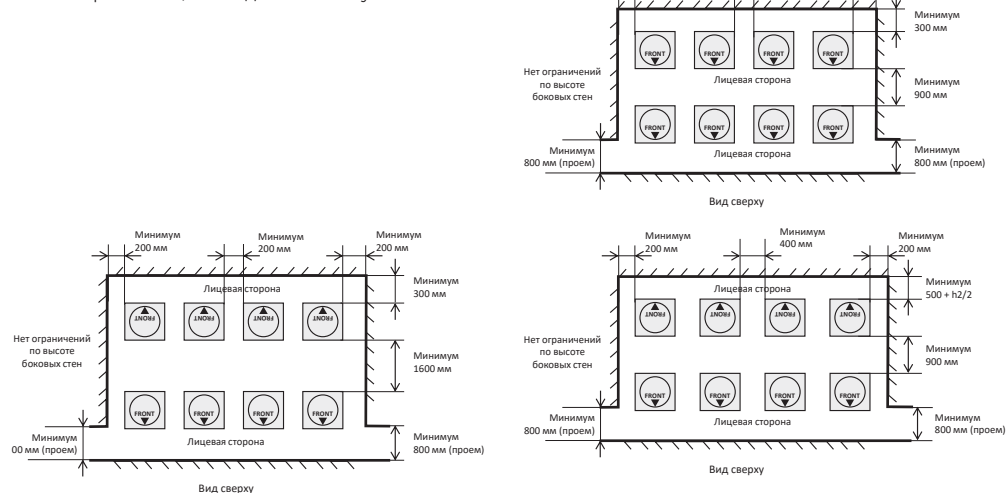 Минимум
300 мм
FRONT FRONT FRONT FRONT
Нет ограничений
по высоте
боковых стен
Лицевая сторона
Минимум
900 мм
FRONT FRONT FRONT FRONT
Минимум
800 мм (проем)
Лицевая сторона
Минимум
800 мм (проем)
Вид сверху
Минимум
200 мм
Минимум
200 мм
Минимум
200 мм
Лицевая сторона
Минимум
300 мм
FRONT FRONT FRONT FRONT
Нет ограничений
по высоте
боковых стен
Минимум
1600 мм
FRONT FRONT FRONT FRONT
Минимум
00 мм (проем)
Лицевая сторона
Минимум
800 мм (проем)
Вид сверху
Минимум
200 мм
Минимум
400 мм
Минимум
200 мм
Лицевая сторона
Минимум
500 + h2/2
FRONT FRONT FRONT FRONT
Нет ограничений
по высоте
боковых стен
Минимум
900 мм
FRONT FRONT FRONT FRONT
Минимум
800 мм (проем)
Лицевая сторона
Минимум
800 мм (проем)
Вид сверху